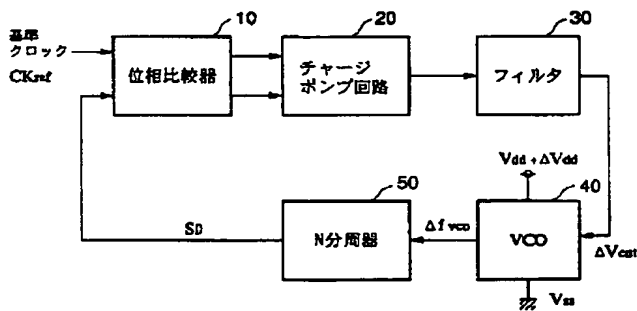 10
20
30
基準
クロック
CKref
位相比較器
チャージ
ポンプ回路
フィルタ
Vdd + ΔVdd
50
40
SD
N分周器
Δf vco
VCO
ΔVcnt
Vss